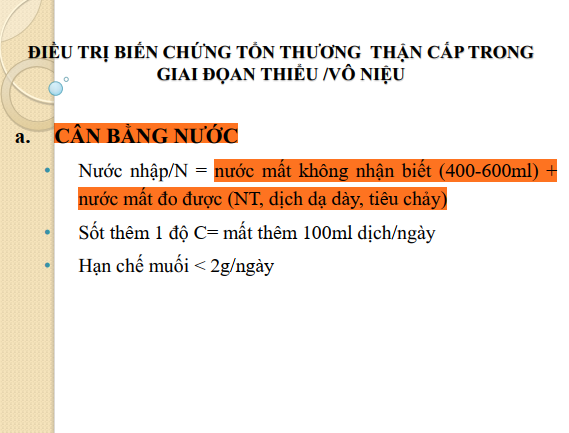 ĐIỀU TRỊ BIẾN CHỨNG TỔN THƯƠNG THẬN CẤP TRONG
GIAI ĐỌAN THIỂU /VÔ NIỆU
a. CÂN BẰNG NƯỚC
• Nước nhập/N = nước mất không nhận biết (400-600ml) +
nước mất đo được (NT, dịch dạ dày, tiêu chảy)
• Sốt thêm 1 độ C= mất thêm 100ml dịch/ngày
• Hạn chế muối < 2g/ngày